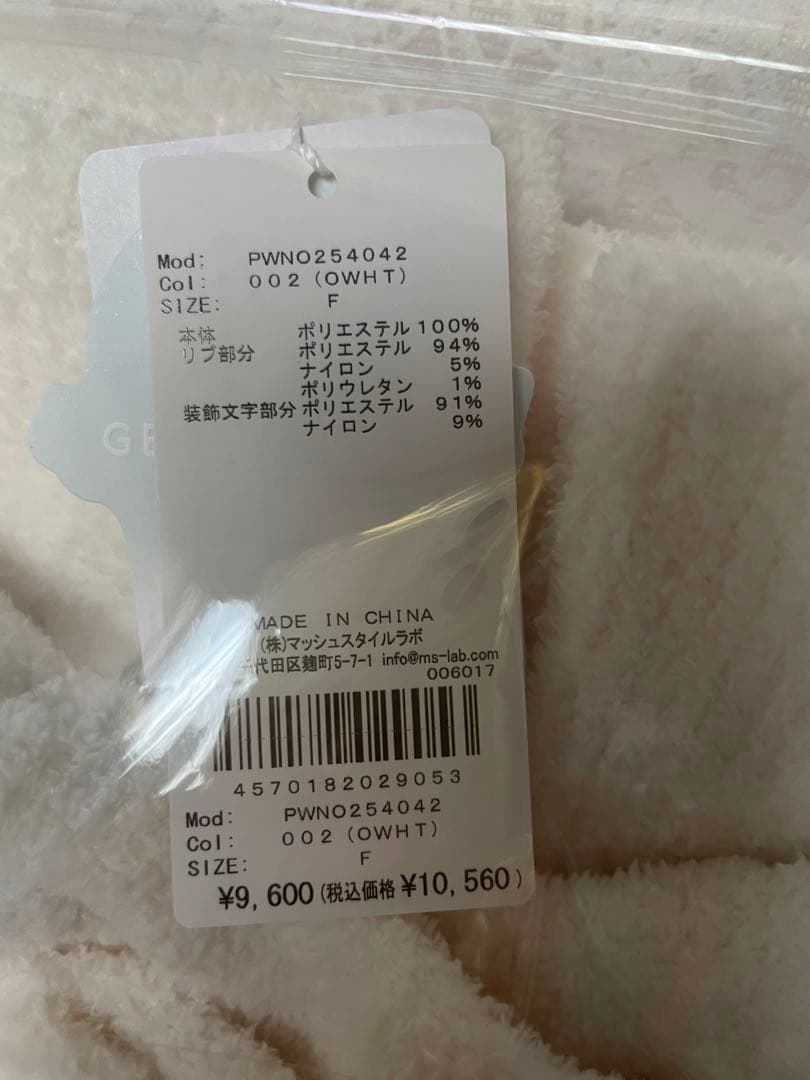 GE
Mod: PWNO254042
Col: 002(OWHT)
SIZE: F
本体 ポリエステル 100%
リブ部分 ポリエステル 94%
ナイロン 5%
ポリウレタン 1%
装飾文字部分 ポリエステル 91%
ナイロン 9%
MADE IN CHINA
(株)マッシュスタイルラボ
代田区麹町5-7-1 info@ms-lab.com
006017
4570182029053
Mod: PWNO254042
Col: 002(OWHT)
SIZE: F
¥9,600(税込価格¥10,560)